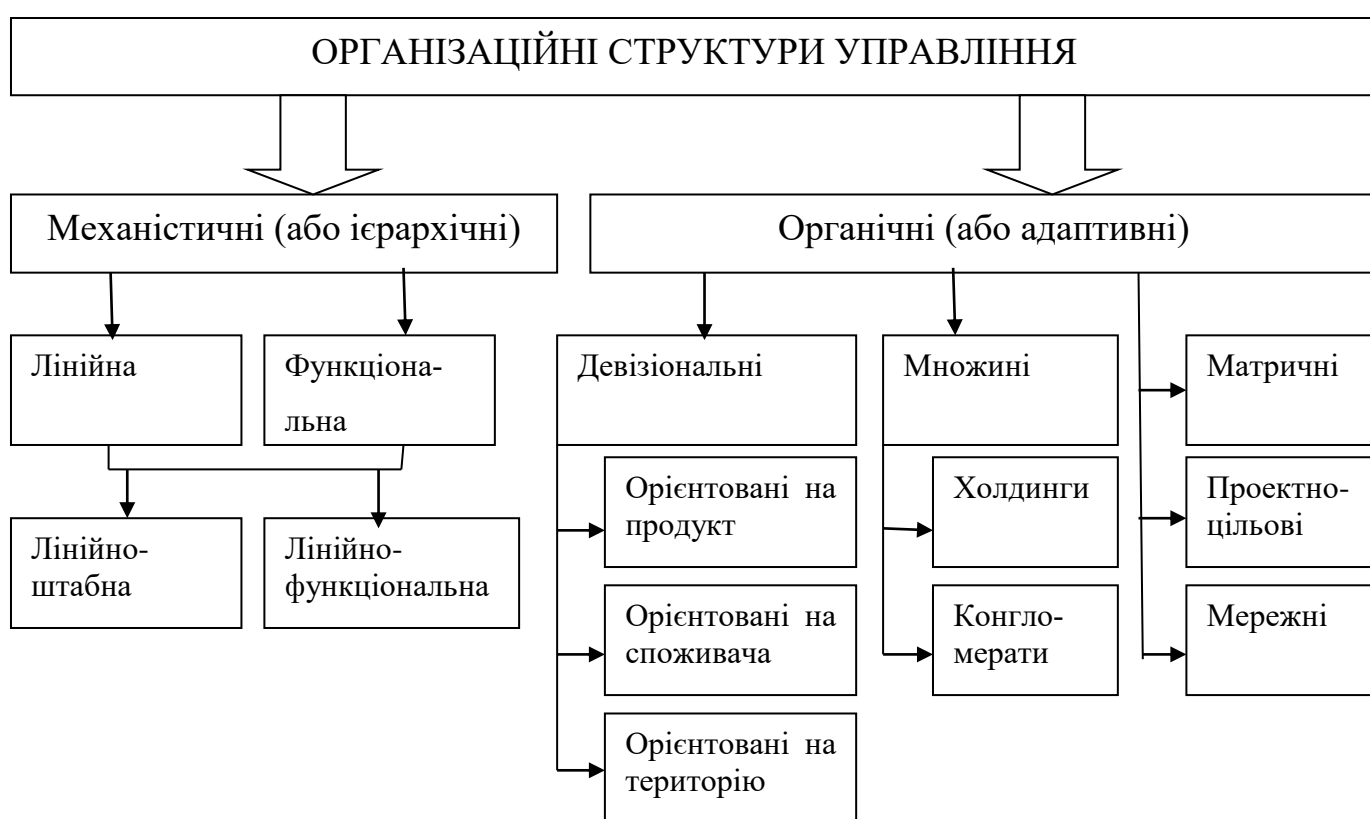 ОРГАНІЗАЦІЙНІ СТРУКТУРИ УПРАВЛІННЯ
Механістичні (або ієрархічні)
Органічні (або адаптивні)
Лінійна
Функціона-
льна
Девізіональні
Множині
Матричні
Лінійно-
штабна
Лінійно-
функціональна
Орієнтовані на
продукт
Холдинги
Проектно-
цільові
Орієнтовані на
споживача
Конгло-
мерати
Мережні
Орієнтовані на
територію